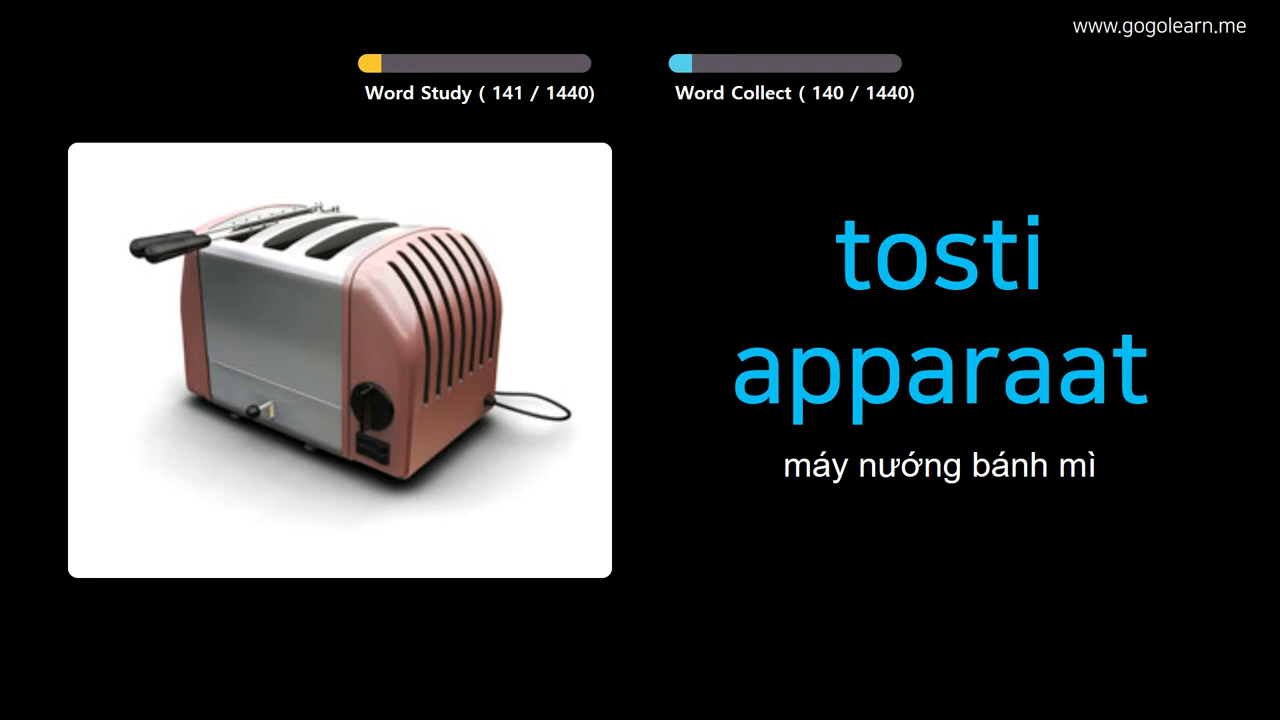 www.gogolearn.me
Word Study ( 141 / 1440)
Word Collect ( 140 / 1440)
tosti
apparaat
máy nướng bánh mì